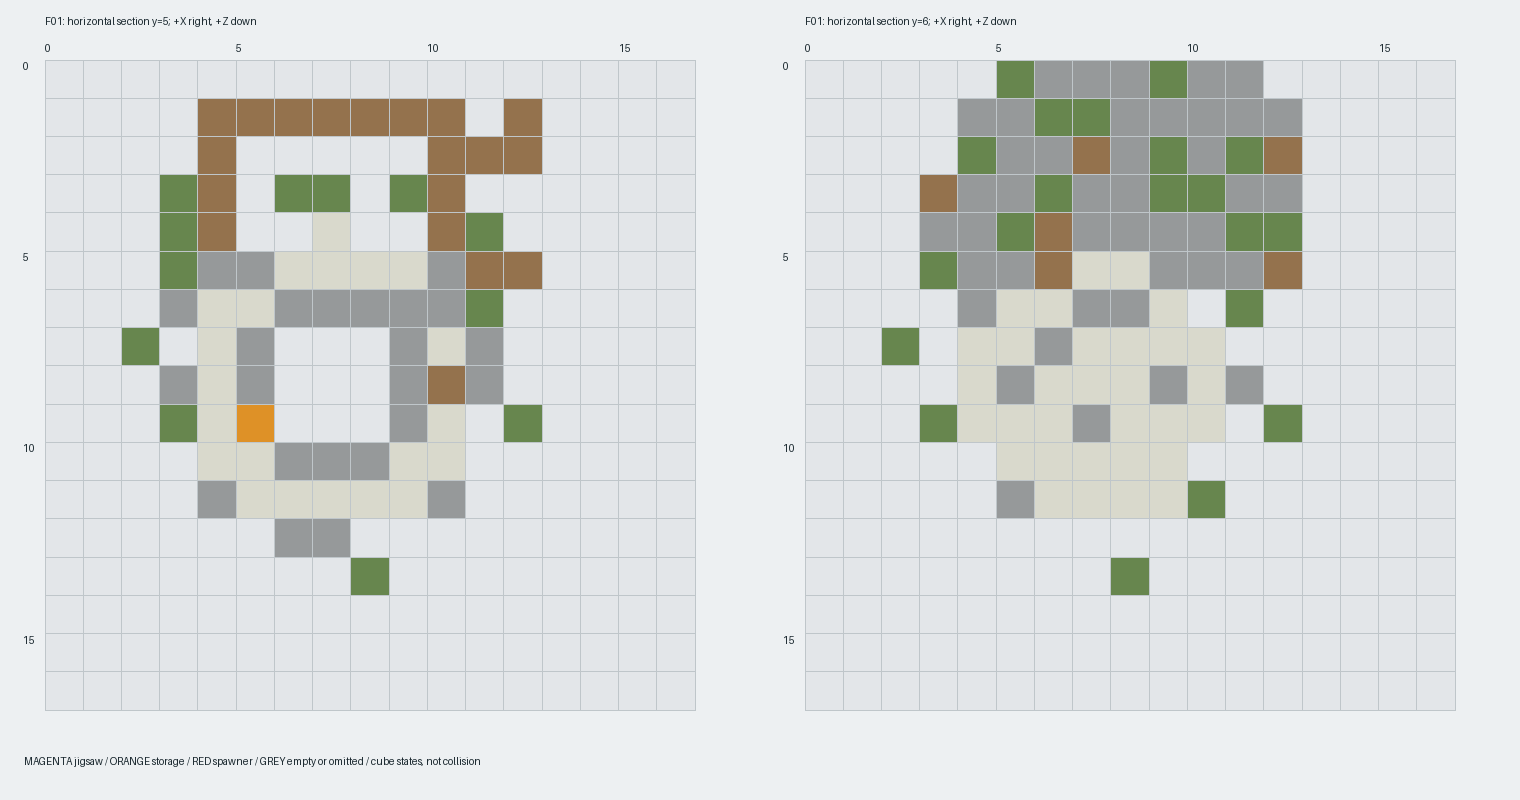 F01: horizontal section y=5; +X right, +Z down
F01: horizontal section y=6; +X right, +Z down
0 5 10 15
0 5 10 15
0 0
5 5
10 10
15 15
MAGENTA jigsaw / ORANGE storage / RED spawner / GREY empty or omitted / cube states, not collision